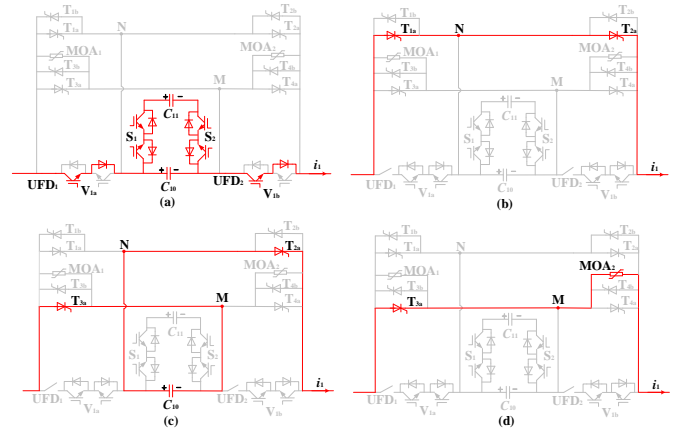 T1b
T1a
N
T2b
T2a
MOA1
T3b
T3a
MOA2
T4b
T4a
M
+ −
C11
S1
S2
+ −
C10
UFD1
V1a
UFD2
V1b
i1
(a)
T1b
T1a
N
T2b
T2a
MOA1
T3b
T3a
MOA2
T4b
T4a
M
+ −
C11
S1
S2
+ −
C10
UFD1
V1a
UFD2
V1b
i1
(b)
T1b
T1a
N
T2b
T2a
MOA1
T3b
T3a
MOA2
T4b
T4a
M
+ −
C11
S1
S2
+ −
C10
UFD1
V1a
UFD2
V1b
i1
(c)
T1b
T1a
N
T2b
T2a
MOA1
T3b
T3a
MOA2
T4b
T4a
M
+ −
C11
S1
S2
+ −
C10
UFD1
V1a
UFD2
V1b
i1
(d)